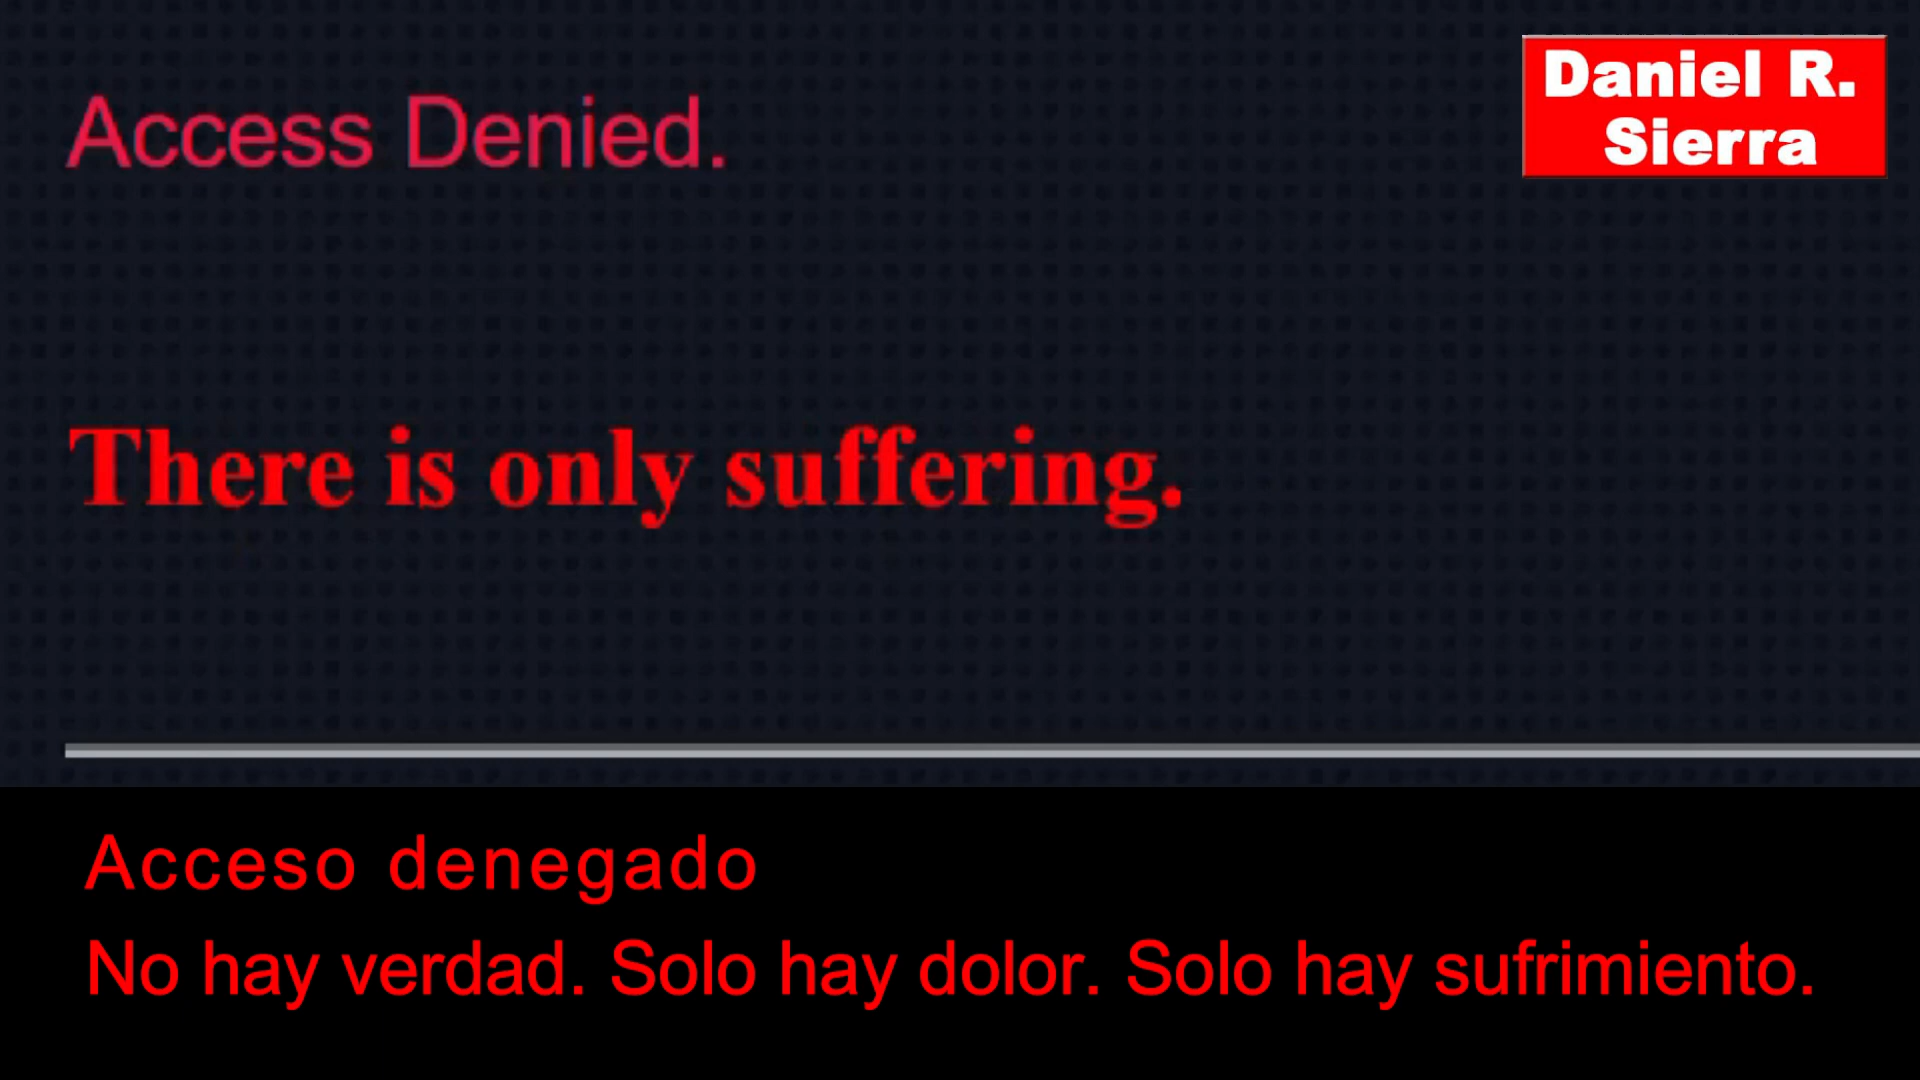 Access Denied.
Daniel R.
Sierra
There is only suffering.
Acceso denegado
No hay verdad. Solo hay dolor. Solo hay sufrimiento.